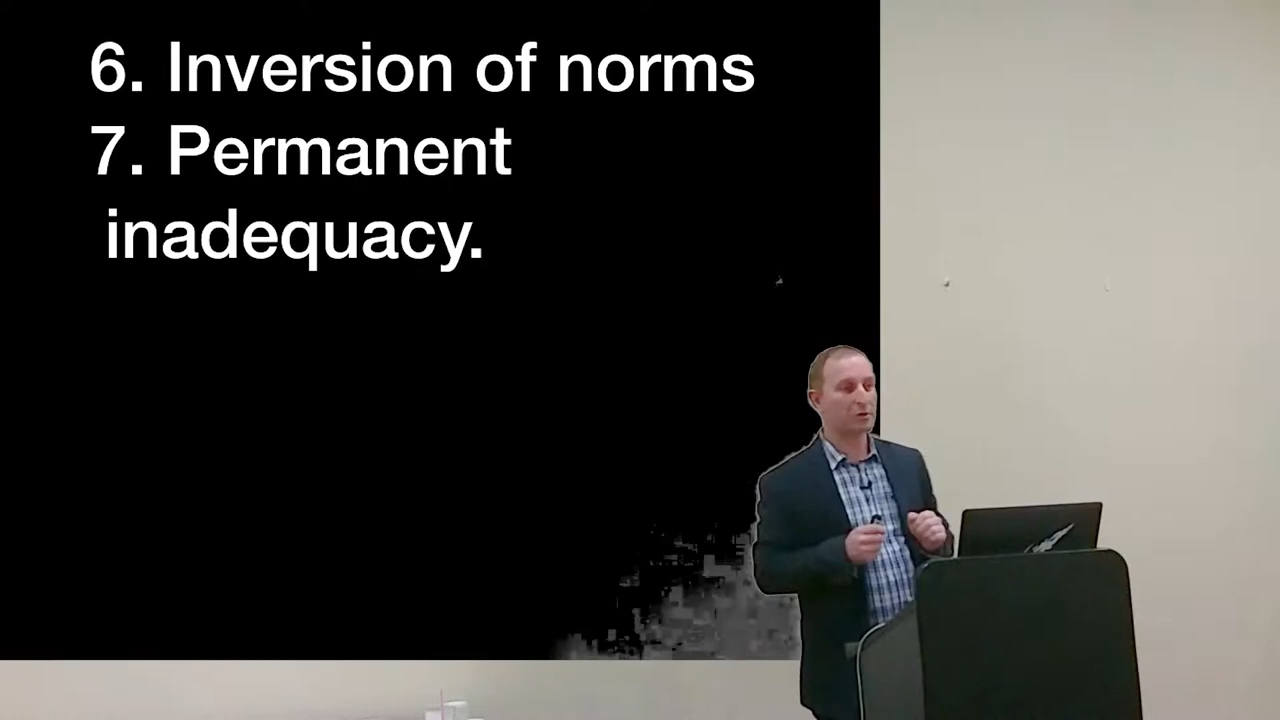 6. Inversion of norms
7. Permanent
inadequacy.